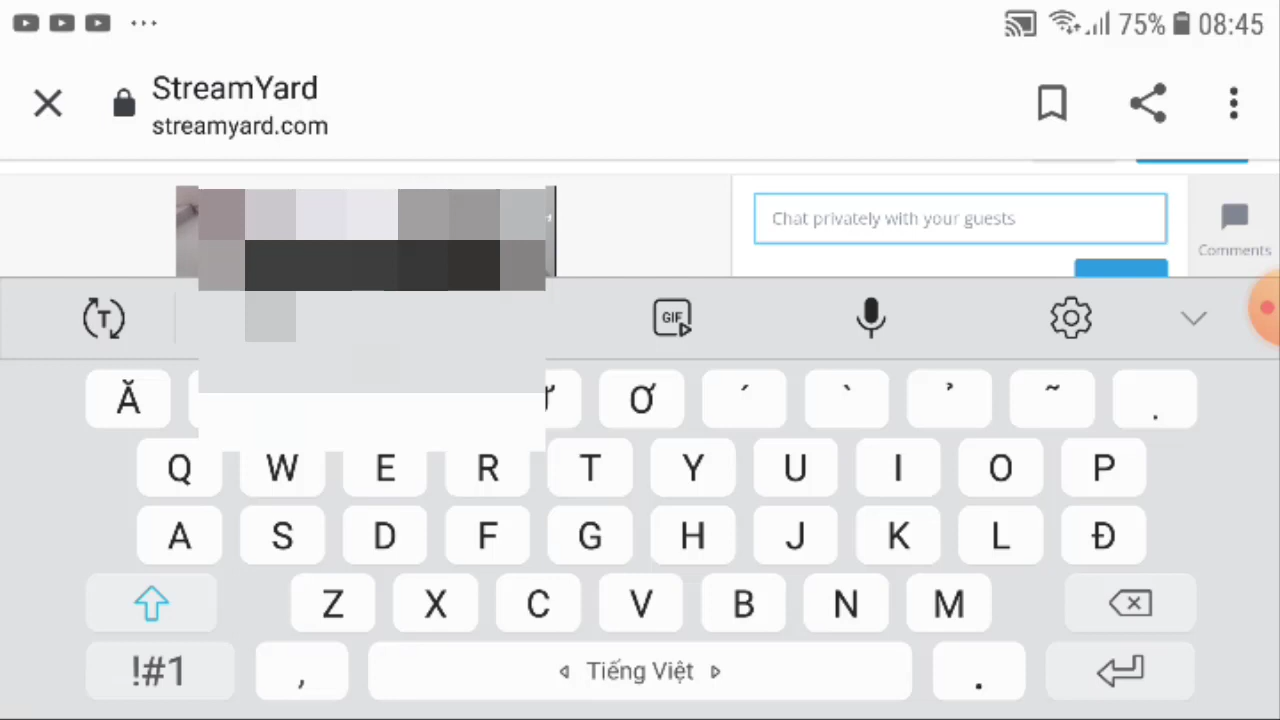 75% 08:45
StreamYard
streamyard.com
Chat privately with your guests
Comments
T
GIF
Ă Ơ ´ ` ̉ ~ .
Q W E R T Y U I O P
A S D F G H J K L Đ
Z X C V B N M
!#1 , Tiếng Việt .